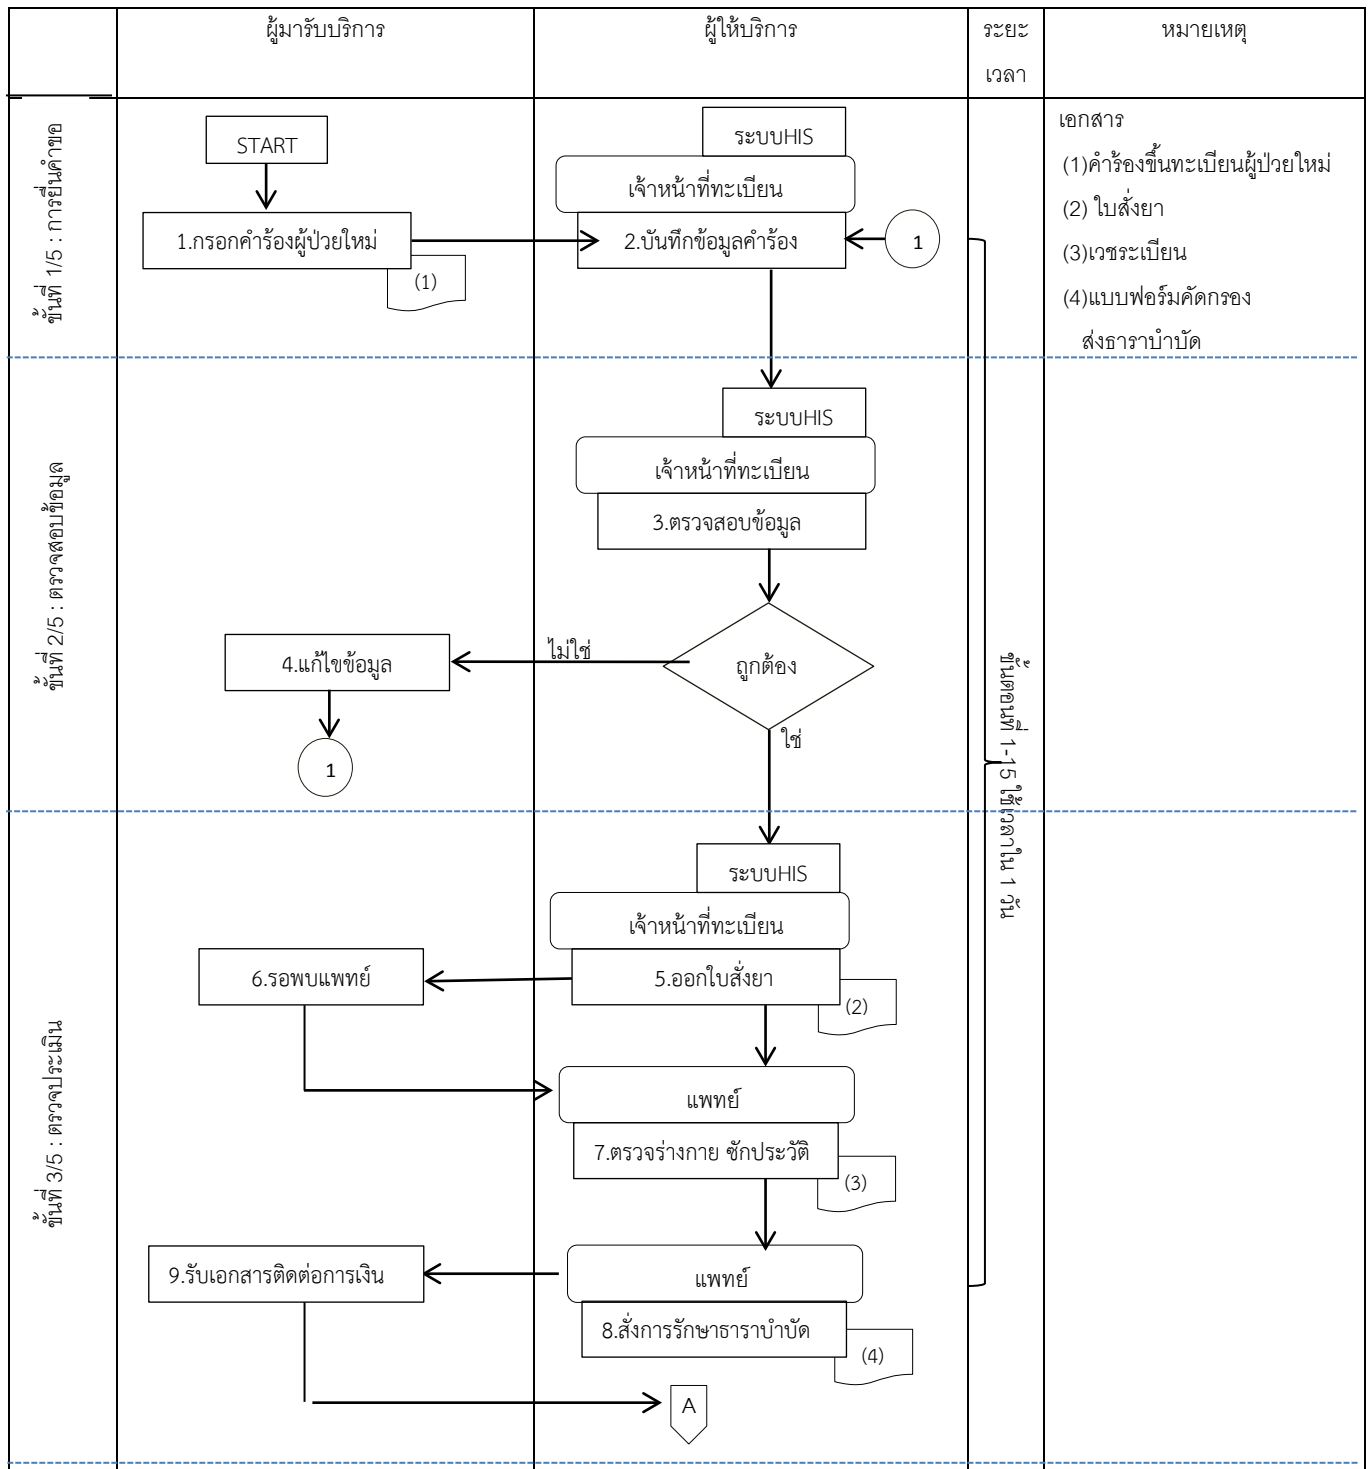 ผู้มารับบริการ
ผู้ให้บริการ
ระยะ
เวลา
หมายเหตุ
ขั้นที่ 1/5 : การยื่นคำขอ
START
1.กรอกคำร้องผู้ป่วยใหม่
(1)
ระบบHIS
เจ้าหน้าที่ทะเบียน
2.บันทึกข้อมูลคำร้อง
1
เอกสาร
(1)คำร้องขึ้นทะเบียนผู้ป่วยใหม่
(2) ใบสั่งยา
(3)เวชระเบียน
(4)แบบฟอร์มคัดกรอง
ส่งธาราบำบัด
ขั้นที่ 2/5 : ตรวจสอบข้อมูล
ระบบHIS
เจ้าหน้าที่ทะเบียน
3.ตรวจสอบข้อมูล
ถูกต้อง
ไม่ใช่
4.แก้ไขข้อมูล
1
ใช่
ขั้นตอนที่ 1-15 ใช้เวลาใน 1 วัน
ขั้นที่ 3/5 : ตรวจประเมิน
ระบบHIS
เจ้าหน้าที่ทะเบียน
5.ออกใบสั่งยา
(2)
6.รอพบแพทย์
แพทย์
7.ตรวจร่างกาย ซักประวัติ
(3)
แพทย์
8.สั่งการรักษาธาราบำบัด
(4)
9.รับเอกสารติดต่อการเงิน
A